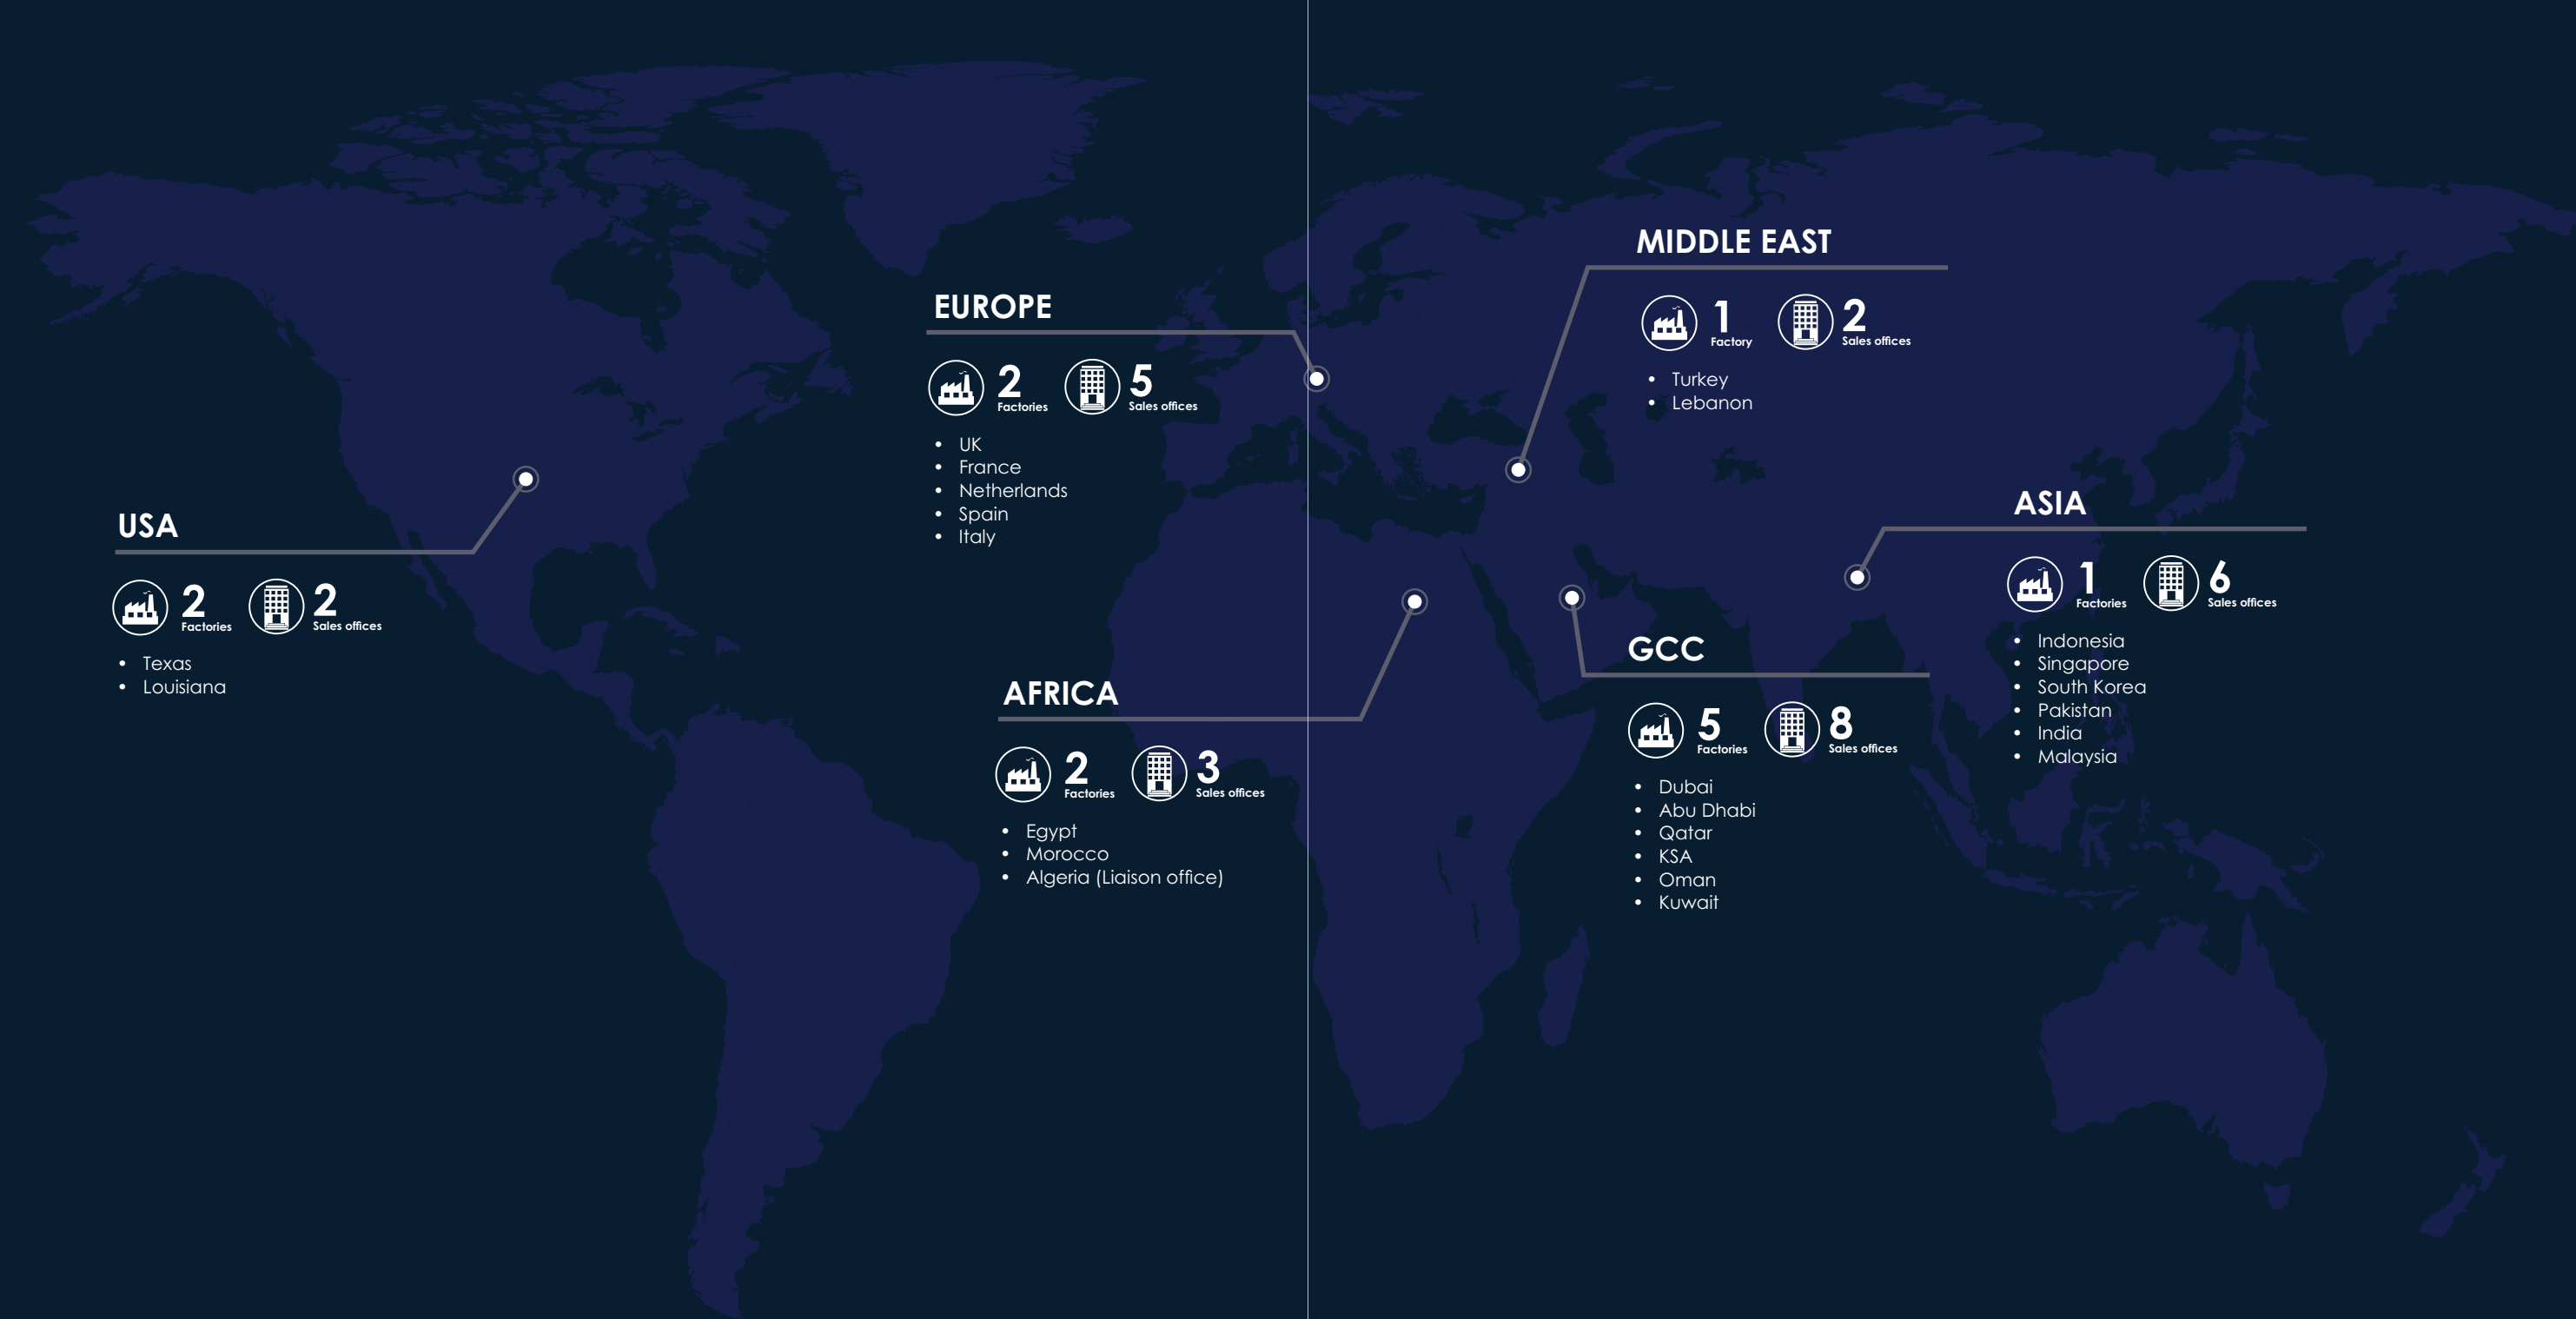 USA
2
Factories
2
Sales offices
• Texas
• Louisiana
EUROPE
2
Factories
5
Sales offices
• UK
• France
• Netherlands
• Spain
• Italy
AFRICA
2
Factories
3
Sales offices
• Egypt
• Morocco
• Algeria (Liaison office)
MIDDLE EAST
1
Factory
2
Sales offices
• Turkey
• Lebanon
GCC
5
Factories
8
Sales offices
• Dubai
• Abu Dhabi
• Qatar
• KSA
• Oman
• Kuwait
ASIA
1
Factories
6
Sales offices
• Indonesia
• Singapore
• South Korea
• Pakistan
• India
• Malaysia